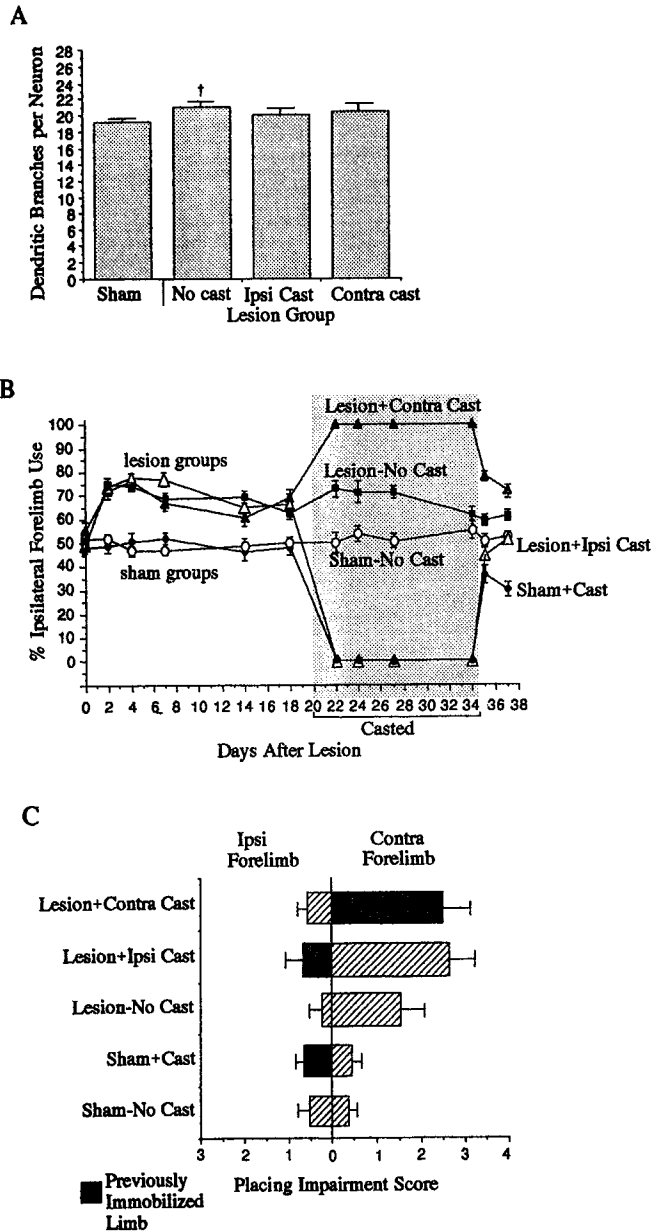 A
Dendritic Branches per Neuron
28
26
24
22
20
18
16
14
12
10
8
6
4
2
0
†
Sham
No cast
Ipsi Cast
Contra cast
Lesion Group
B
% Ipsilateral Forelimb Use
100
90
80
70
60
50
40
30
20
10
0
lesion groups
sham groups
Lesion+Contra Cast
Lesion-No Cast
Sham-No Cast
Lesion+Ipsi Cast
Sham+Cast
0 2 4 6 8 10 12 14 16 18 20 22 24 26 28 30 32 34 36 38
Casted
Days After Lesion
C
Ipsi Forelimb
Contra Forelimb
Lesion+Contra Cast
Lesion+Ipsi Cast
Lesion-No Cast
Sham+Cast
Sham-No Cast
3 2 1 0 1 2 3 4
Placing Impairment Score
Previously
Immobilized
Limb